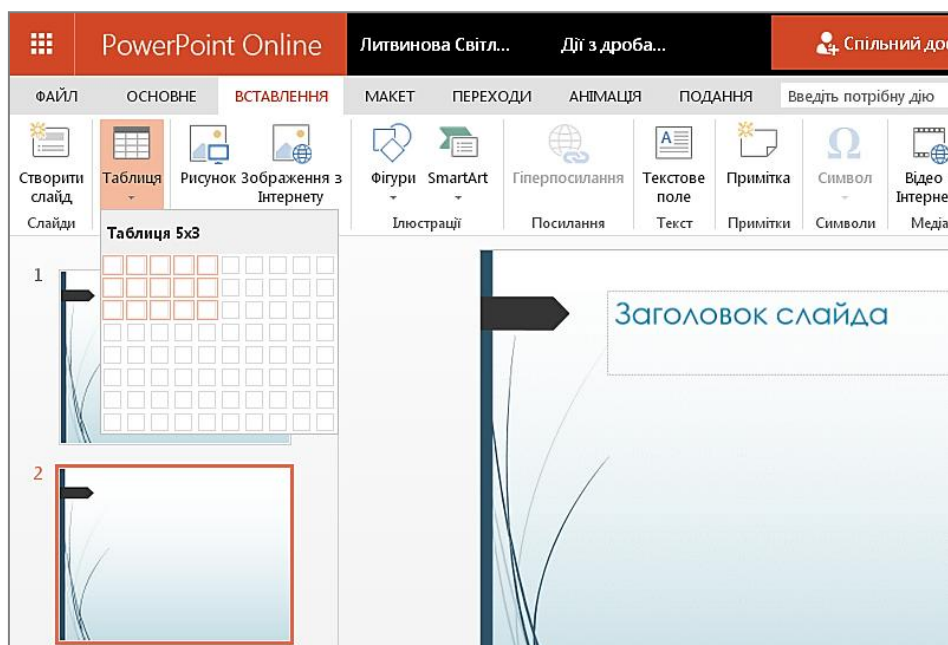 PowerPoint Online Литвинова Світл... Дії з дроба... Спільний дос
ФАЙЛ ОСНОВНЕ ВСТАВЛЕННЯ МАКЕТ ПЕРЕХОДИ АНІМАЦІЯ ПОДАННЯ Введіть потрібну дію
Створити Таблиця Рисунок Зображення з Фігури SmartArt Гіперпосилання Текстове Примітка Символ Відео
слайд Інтернету поле Інтерне
Слайди Ілюстрації Посилання Текст Примітки Символи Медіа
Таблиця 5x3
1
Заголовок слайда
2